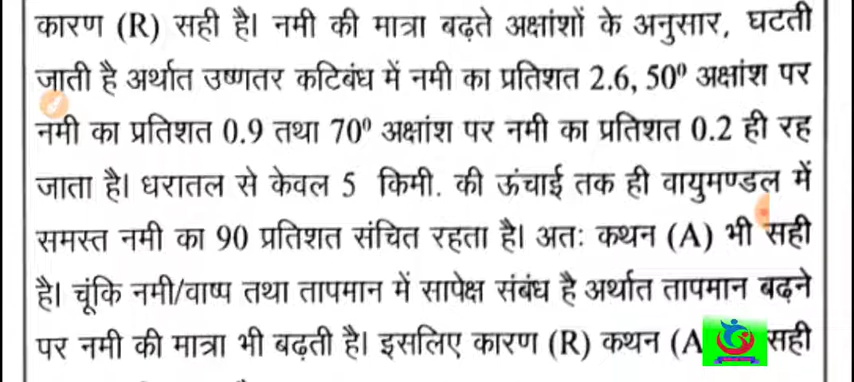 कारण (R) सही है। नमी की मात्रा बढ़ते अक्षांशों के अनुसार, घटती
जाती है अर्थात उष्णतर कटिबंध में नमी का प्रतिशत 2.6, 50⁰ अक्षांश पर
नमी का प्रतिशत 0.9 तथा 70⁰ अक्षांश पर नमी का प्रतिशत 0.2 ही रह
जाता है। धरातल से केवल 5 किमी. की ऊंचाई तक ही वायुमण्डल में
समस्त नमी का 90 प्रतिशत संचित रहता है। अतः कथन (A) भी सही
है। चूंकि नमी/वाष्प तथा तापमान में सापेक्ष संबंध है अर्थात तापमान बढ़ने
पर नमी की मात्रा भी बढ़ती है। इसलिए कारण (R) कथन (A सही